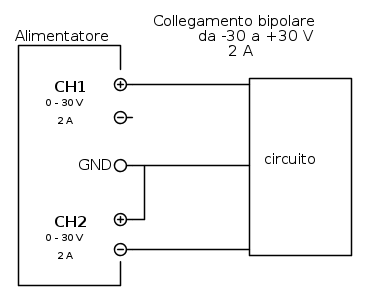 Collegamento bipolare
da -30 a +30 V
2 A
Alimentatore
CH1
0 - 30 V
2 A
GND
circuito
CH2
0 - 30 V
2 A